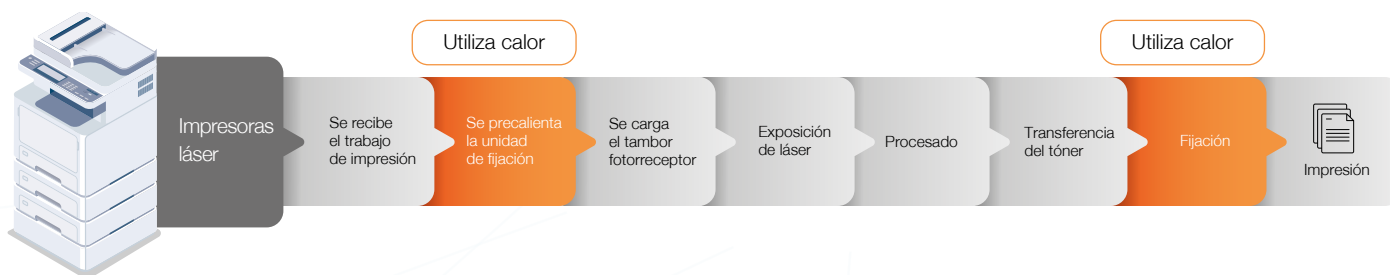 Utiliza calor
Utiliza calor
Impresoras
láser
Se recibe
el trabajo
de impresión
Se precalienta
la unidad
de fijación
Se carga
el tambor
fotorreceptor
Exposición
de láser
Procesado
Transferencia
del tóner
Fijación
Impresión